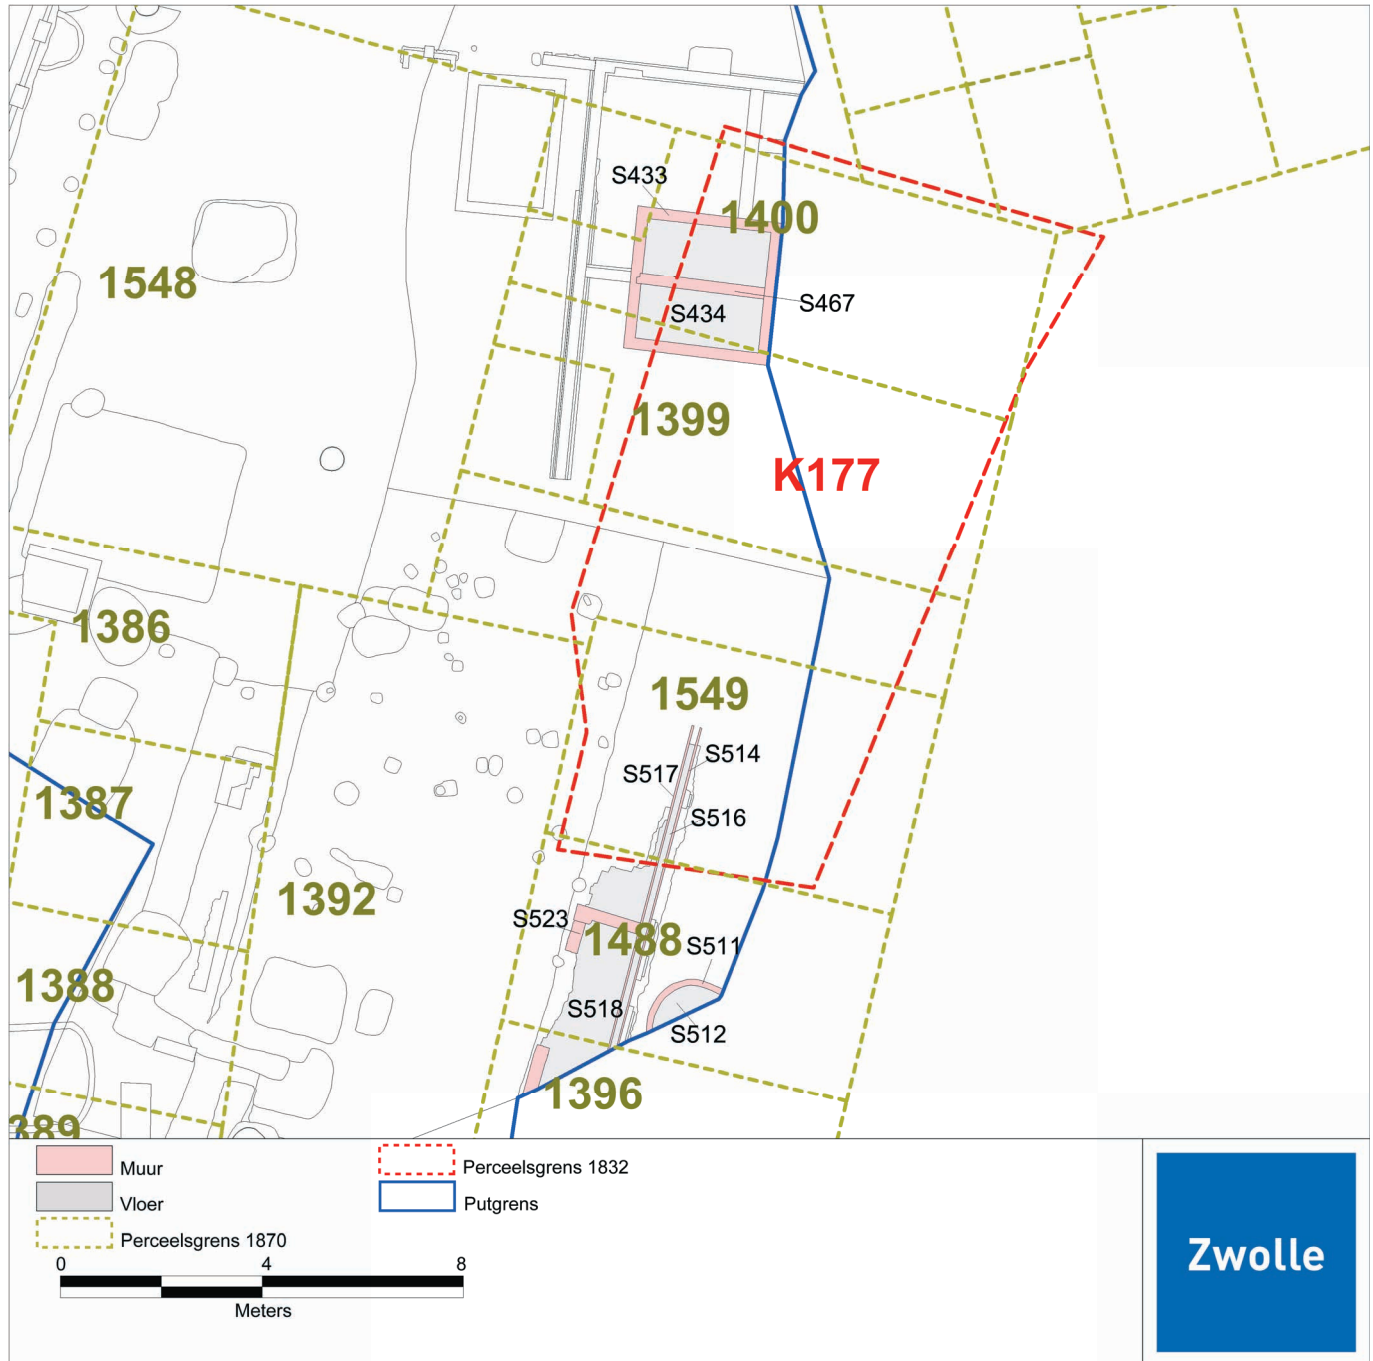 S433
1400
1548
S467
S434
1399
K177
1386
1549
S514
S517
1387
S516
1392
S523
1488
S511
1388
S518
S512
1396
389
Muur
Perceelsgrens 1832
Vloer
Putgrens
Perceelsgrens 1870
0 4 8
Meters
Zwolle